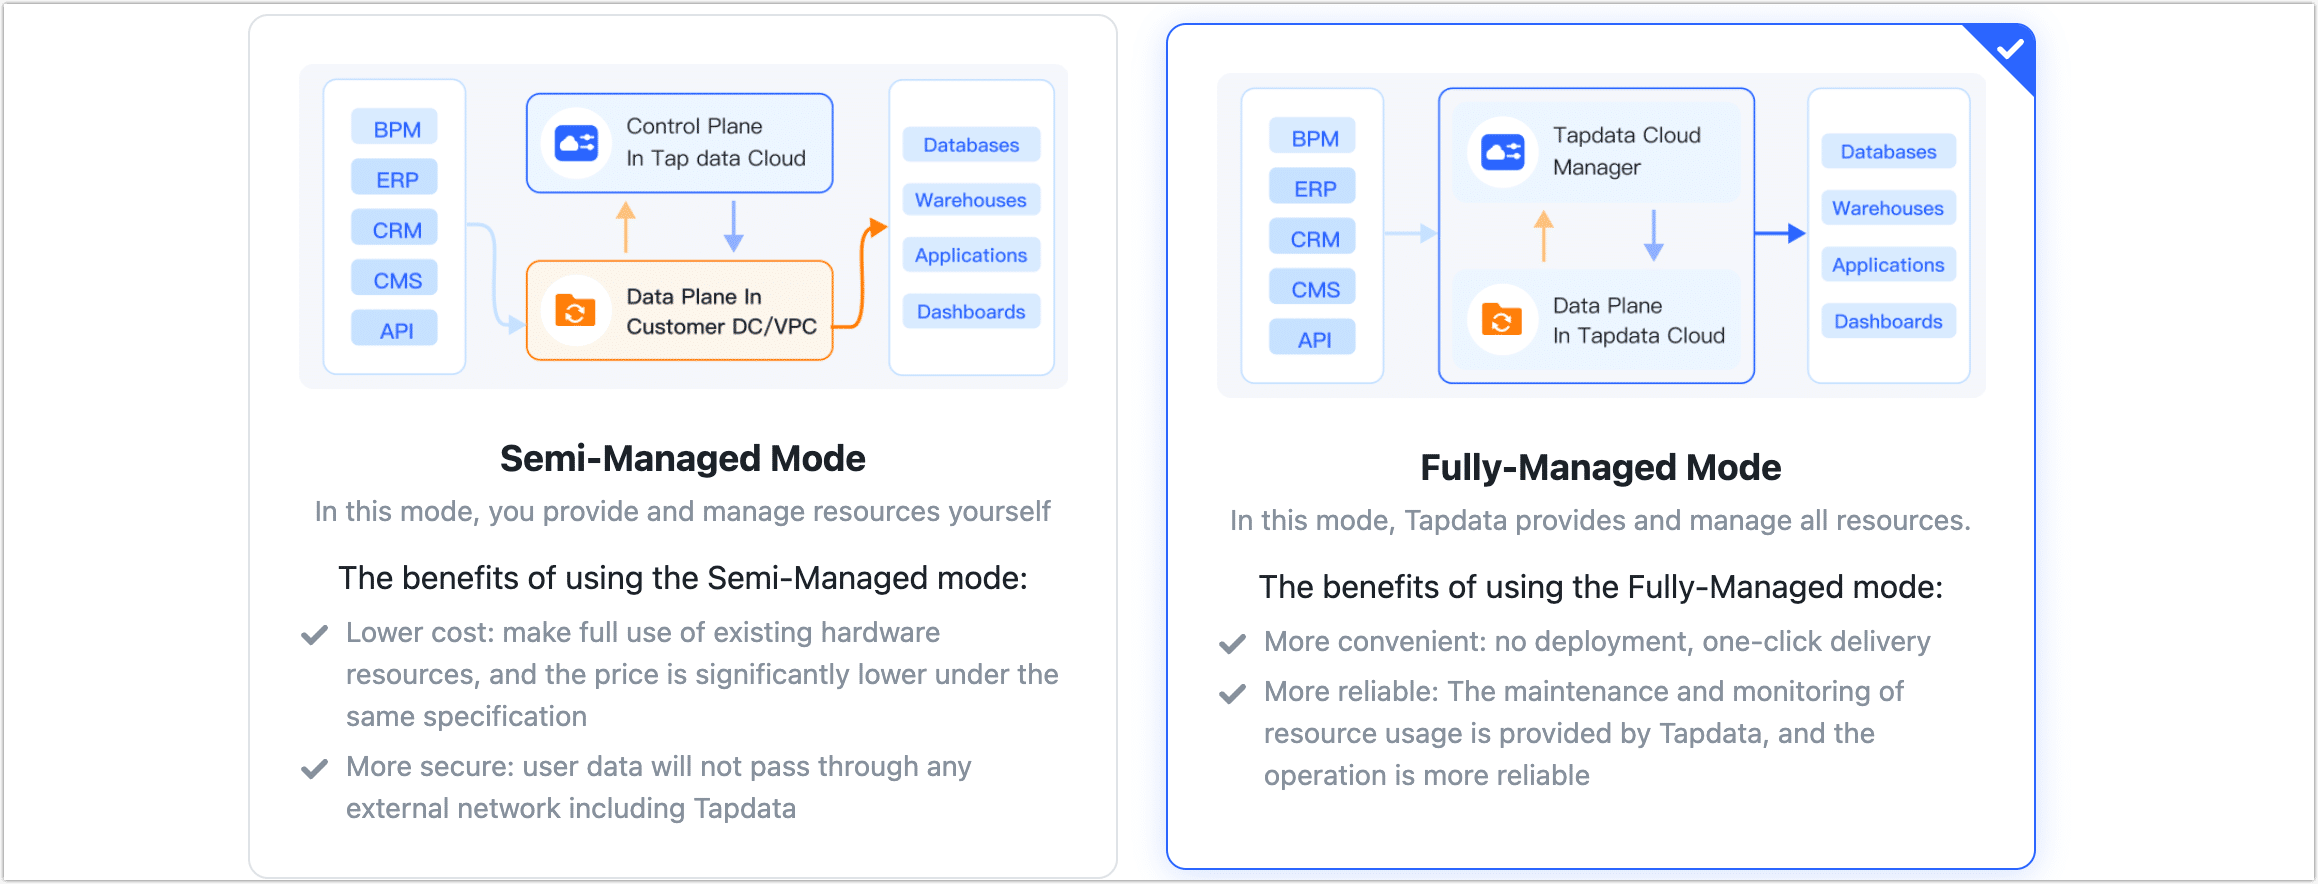 BPM
ERP
CRM
CMS
API
Control Plane
In Tap data Cloud
Data Plane In
Customer DC/VPC
Databases
Warehouses
Applications
Dashboards
Semi-Managed Mode
In this mode, you provide and manage resources yourself
The benefits of using the Semi-Managed mode:
Lower cost: make full use of existing hardware
resources, and the price is significantly lower under the
same specification
More secure: user data will not pass through any
external network including Tapdata
BPM
ERP
CRM
CMS
API
Tapdata Cloud
Manager
Data Plane
In Tapdata Cloud
Databases
Warehouses
Applications
Dashboards
Fully-Managed Mode
In this mode, Tapdata provides and manage all resources.
The benefits of using the Fully-Managed mode:
More convenient: no deployment, one-click delivery
More reliable: The maintenance and monitoring of
resource usage is provided by Tapdata, and the
operation is more reliable